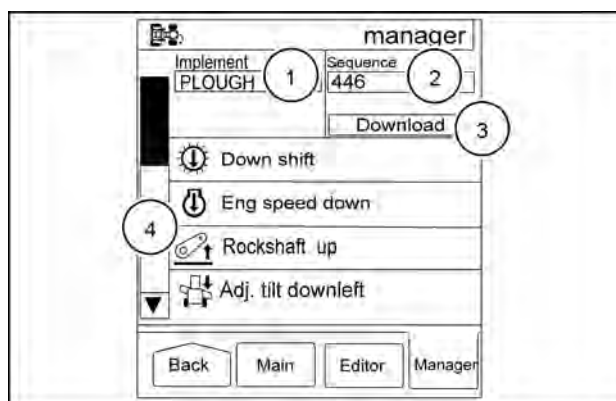 manager
Implement
Sequence
PLOUGH
1
446
2
Download
3
Down shift
Eng speed down
4
Rockshaft up
Adj. tilt downleft
Back
Main
Editor
Manager